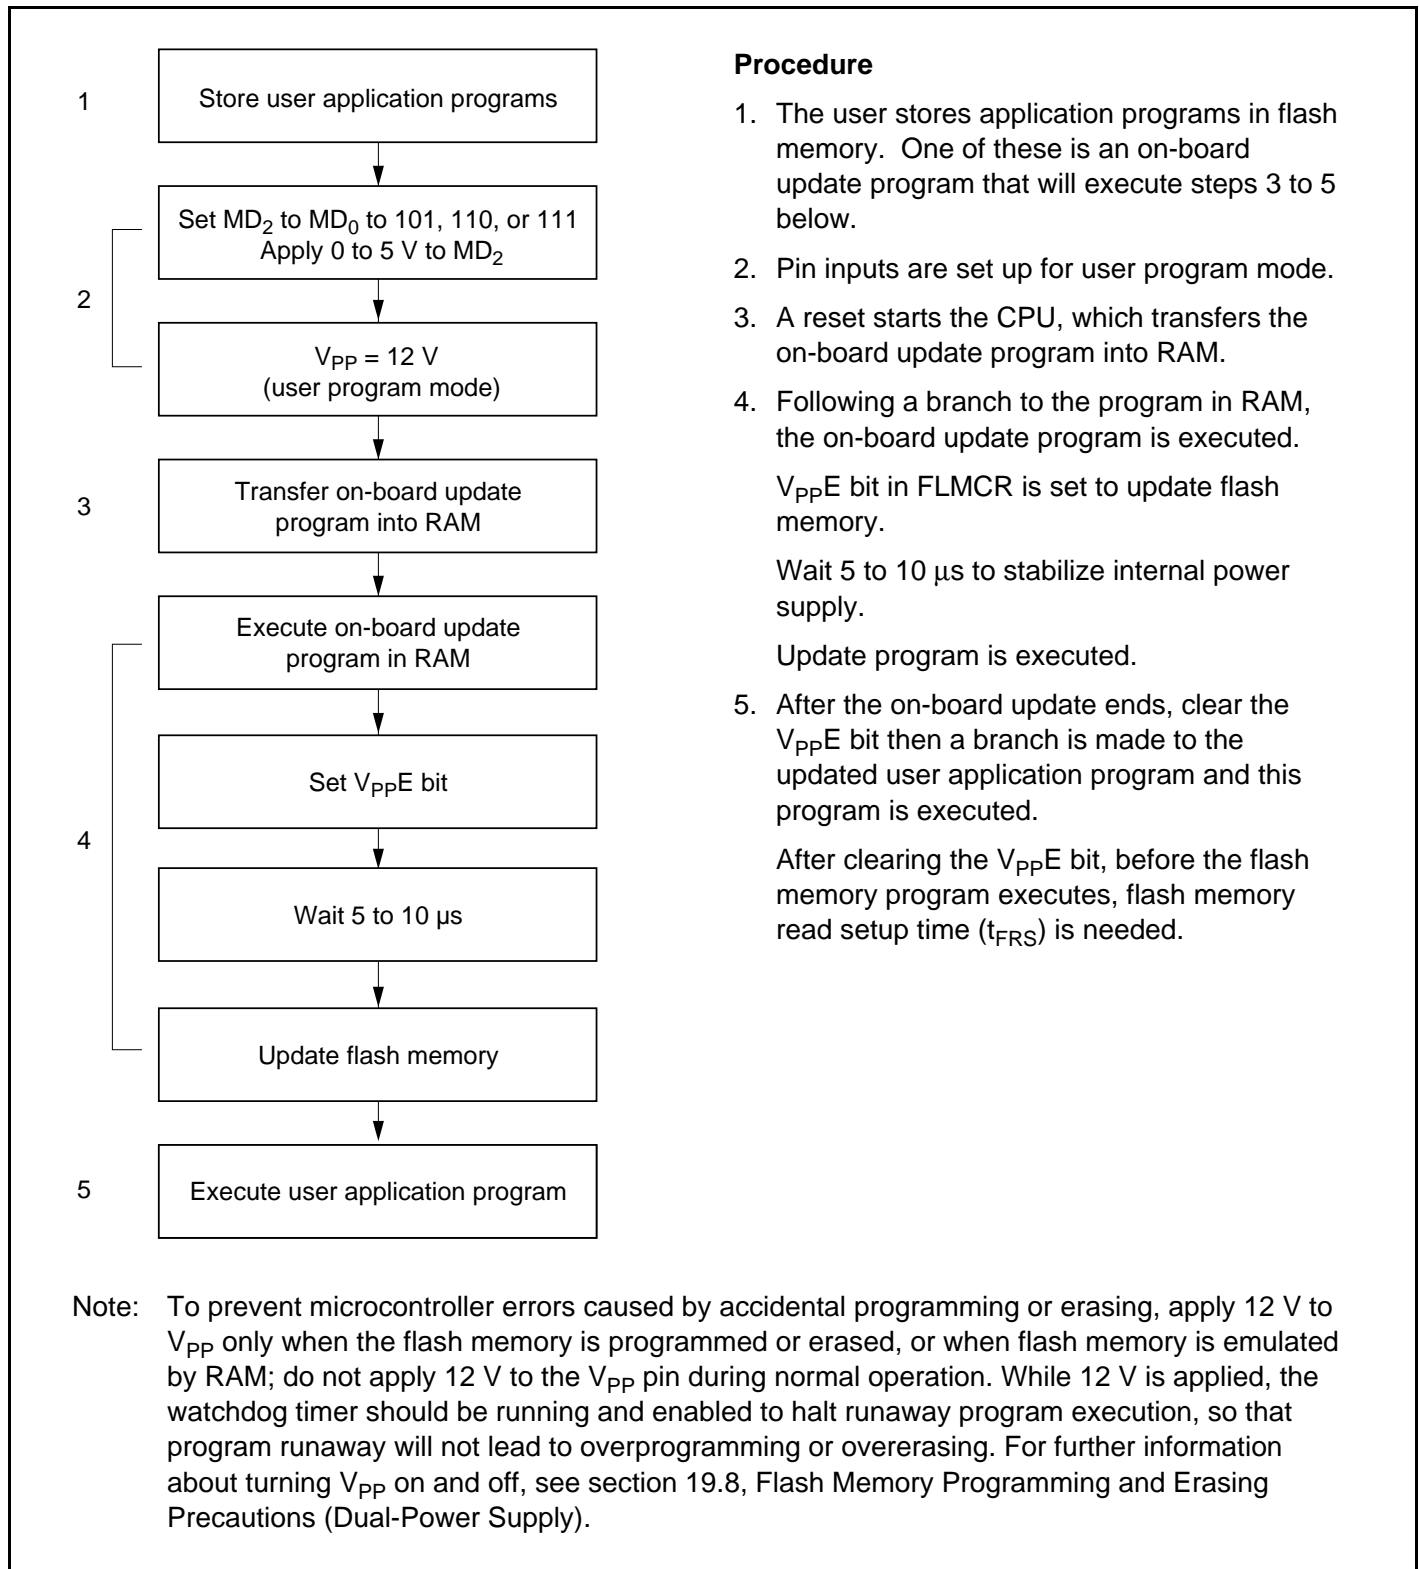 1
Store user application programs
2
Set MD2 to MD0 to 101, 110, or 111
Apply 0 to 5 V to MD2
VPP = 12 V
(user program mode)
3
Transfer on-board update
program into RAM
4
Execute on-board update
program in RAM
Set VPPE bit
Wait 5 to 10 µs
Update flash memory
5
Execute user application program
Procedure
1. The user stores application programs in flash
memory. One of these is an on-board
update program that will execute steps 3 to 5
below.
2. Pin inputs are set up for user program mode.
3. A reset starts the CPU, which transfers the
on-board update program into RAM.
4. Following a branch to the program in RAM,
the on-board update program is executed.
VPPE bit in FLMCR is set to update flash
memory.
Wait 5 to 10 μs to stabilize internal power
supply.
Update program is executed.
5. After the on-board update ends, clear the
VPPE bit then a branch is made to the
updated user application program and this
program is executed.
After clearing the VPPE bit, before the flash
memory program executes, flash memory
read setup time (tFRS) is needed.
Note: To prevent microcontroller errors caused by accidental programming or erasing, apply 12 V to
VPP only when the flash memory is programmed or erased, or when flash memory is emulated
by RAM; do not apply 12 V to the VPP pin during normal operation. While 12 V is applied, the
watchdog timer should be running and enabled to halt runaway program execution, so that
program runaway will not lead to overprogramming or overerasing. For further information
about turning VPP on and off, see section 19.8, Flash Memory Programming and Erasing
Precautions (Dual-Power Supply).